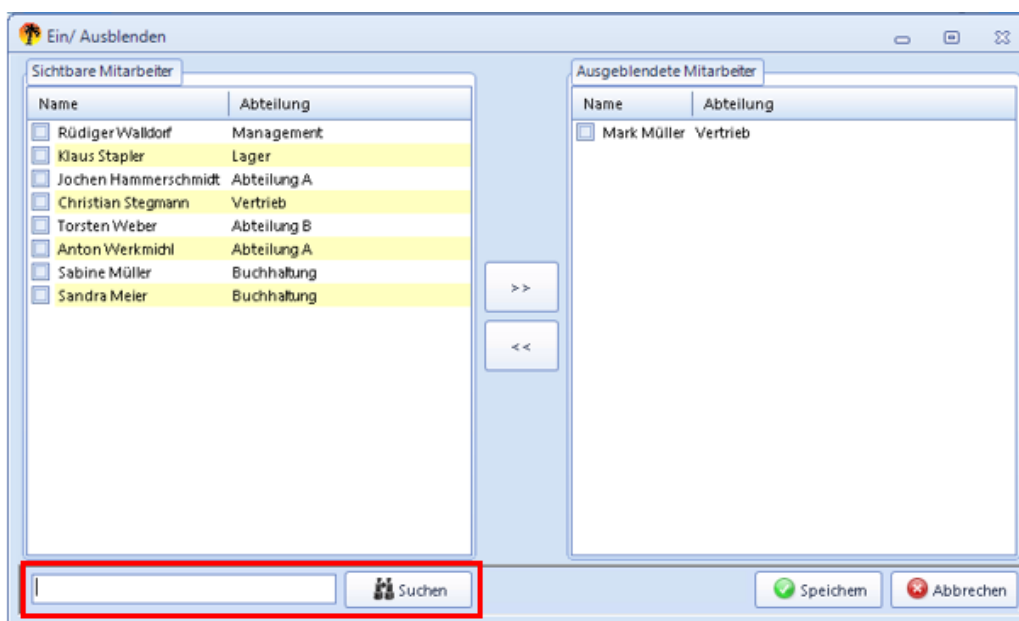 Ein/ Ausblenden
Sichtbare Mitarbeiter
Name Abteilung
Rüdiger Walldorf Management
Klaus Stapler Lager
Jochen Hammerschmidt Abteilung A
Christian Stegmann Vertrieb
Torsten Weber Abteilung B
Anton Werkmichl Abteilung A
Sabine Müller Buchhaltung
Sandra Meier Buchhaltung
>>
<<
Ausgeblendete Mitarbeiter
Name Abteilung
Mark Müller Vertrieb
Suchen
Speichern Abbrechen